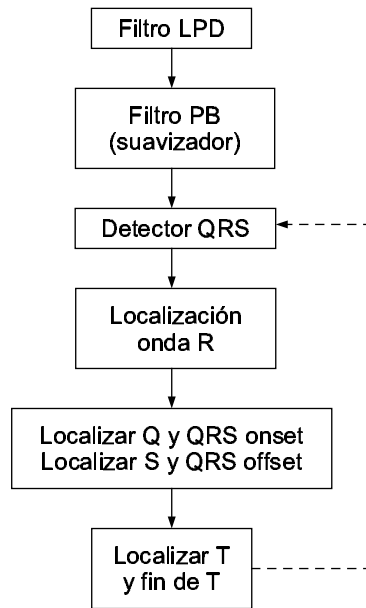 Filtro LPD
Filtro PB
(suavizador)
Detector QRS
Localización
onda R
Localizar Q y QRS onset
Localizar S y QRS offset
Localizar T
y fin de T